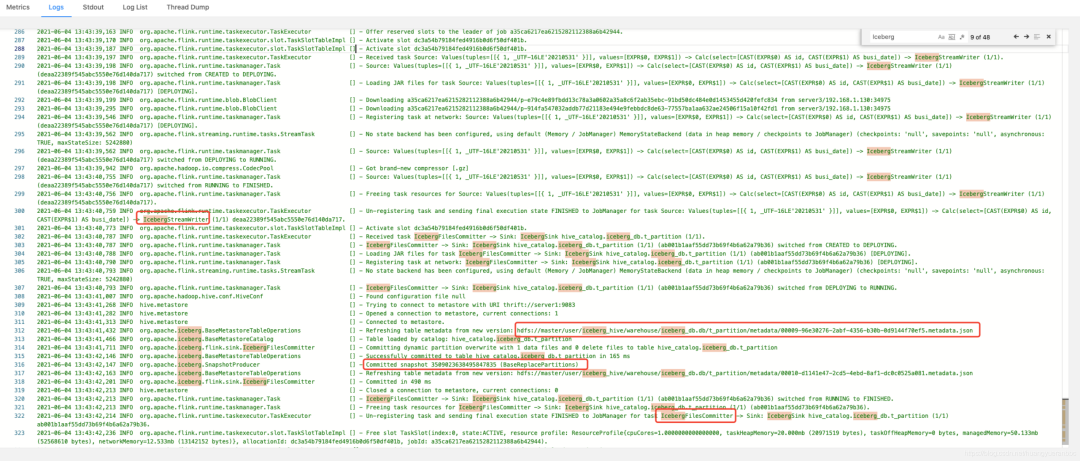 Metrics Logs Stdout Log List Thread Dump
Iceberg 9 of 48
286 2021-06-04 13:43:39,163 INFO org.apache.flink.runtime.taskexecutor.TaskExecutor [] - Offer reserved slots to the leader of job a35ca6217ea6215282112388a6b42944.
287 2021-06-04 13:43:39,170 INFO org.apache.flink.runtime.taskexecutor.slot.TaskSlotTableImpl [] - Activate slot dc3a54b79184fed4916b0d6f50df401b.
288 2021-06-04 13:43:39,187 INFO org.apache.flink.runtime.taskexecutor.slot.TaskSlotTableImpl [] - Activate slot dc3a54b79184fed4916b0d6f50df401b.
289 2021-06-04 13:43:39,197 INFO org.apache.flink.runtime.taskexecutor.TaskExecutor [] - Received task Source: Values(tuples=[[{ 1, _UTF-16LE'20210531' }]], values=[EXPR$0, EXPR$1]) -> Calc(select=[CAST(EXPR$0) AS id, CAST(EXPR$1) AS busi_date]) -> IcebergStreamWriter (1/1).
290 2021-06-04 13:43:39,198 INFO org.apache.flink.runtime.taskmanager.Task [] - Source: Values(tuples=[[{ 1, _UTF-16LE'20210531' }]], values=[EXPR$0, EXPR$1]) -> Calc(select=[CAST(EXPR$0) AS id, CAST(EXPR$1) AS busi_date]) -> IcebergStreamWriter (1/1)
(deaa22389f545abc5550e76d140da717) switched from CREATED to DEPLOYING.
291 2021-06-04 13:43:39,199 INFO org.apache.flink.runtime.taskmanager.Task [] - Loading JAR files for task Source: Values(tuples=[[{ 1, _UTF-16LE'20210531' }]], values=[EXPR$0, EXPR$1]) -> Calc(select=[CAST(EXPR$0) AS id, CAST(EXPR$1) AS busi_date]) -> IcebergStreamWriter (1/1)
(deaa22389f545abc5550e76d140da717) [DEPLOYING].
292 2021-06-04 13:43:39,199 INFO org.apache.flink.runtime.blob.BlobClient [] - Downloading
293 2021-06-04 13:43:39,295 INFO org.apache.flink.runtime.blob.BlobClient [] - Downloading
294 2021-06-04 13:43:39,546 INFO org.apache.flink.runtime.taskmanager.Task [] - Registering task at network: Source: Values(tuples=[[{ 1, _UTF-16LE'20210531' }]], values=[EXPR$0, EXPR$1]) -> Calc(select=[CAST(EXPR$0) AS id, CAST(EXPR$1) AS busi_date]) -> IcebergStreamWriter (1/1)
(deaa22389f545abc5550e76d140da717) [DEPLOYING].
295 2021-06-04 13:43:39,562 INFO org.apache.flink.streaming.runtime.tasks.StreamTask [] - No state backend has been configured, using default (Memory / JobManager) MemoryStateBackend (data in heap memory / checkpoints to JobManager) (checkpoints: 'null', savepoints: 'null', asynchronous:
TRUE, maxStateSize: 5242880)
296 2021-06-04 13:43:39,562 INFO org.apache.flink.runtime.taskmanager.Task [] - Source: Values(tuples=[[{ 1, _UTF-16LE'20210531' }]], values=[EXPR$0, EXPR$1]) -> Calc(select=[CAST(EXPR$0) AS id, CAST(EXPR$1) AS busi_date]) -> IcebergStreamWriter (1/1)
(deaa22389f545abc5550e76d140da717) switched from DEPLOYING to RUNNING.
297 2021-06-04 13:43:39,942 INFO org.apache.hadoop.io.compress.CodecPool [] - Got brand-new compressor [.gz]
298 2021-06-04 13:43:40,755 INFO org.apache.flink.runtime.taskmanager.Task [] - Source: Values(tuples=[[{ 1, _UTF-16LE'20210531' }]], values=[EXPR$0, EXPR$1]) -> Calc(select=[CAST(EXPR$0) AS id, CAST(EXPR$1) AS busi_date]) -> IcebergStreamWriter (1/1)
(deaa22389f545abc5550e76d140da717) switched from RUNNING to FINISHED.
299 2021-06-04 13:43:40,756 INFO org.apache.flink.runtime.taskmanager.Task [] - Freeing task resources for Source: Values(tuples=[[{ 1, _UTF-16LE'20210531' }]], values=[EXPR$0, EXPR$1]) -> Calc(select=[CAST(EXPR$0) AS id, CAST(EXPR$1) AS busi_date]) -> IcebergStreamWriter (1/1)
(deaa22389f545abc5550e76d140da717).
300 2021-06-04 13:43:40,759 INFO org.apache.flink.runtime.taskexecutor.TaskExecutor [] - Un-registering task and sending final execution state FINISHED to JobManager for task Source: Values(tuples=[[{ 1, _UTF-16LE'20210531' }]], values=[EXPR$0, EXPR$1]) -> Calc(select=[CAST(EXPR$0) AS id,
CAST(EXPR$1) AS busi_date]) -> IcebergStreamWriter (1/1) deaa22389f545abc5550e76d140da717.
301 2021-06-04 13:43:40,773 INFO org.apache.flink.runtime.taskexecutor.slot.TaskSlotTableImpl [] - Activate slot dc3a54b79184fed4916b0d6f50df401b.
302 2021-06-04 13:43:40,787 INFO org.apache.flink.runtime.taskexecutor.TaskExecutor [] - Received task IcebergFilesCommitter -> Sink: IcebergSink hive_catalog.iceberg_db.t_partition (1/1).
303 2021-06-04 13:43:40,787 INFO org.apache.flink.runtime.taskmanager.Task [] - IcebergFilesCommitter -> Sink: IcebergSink hive_catalog.iceberg_db.t_partition (1/1) (ab001b1aaf55dd73b69f4b6a62a79b36) switched from CREATED to DEPLOYING.
304 2021-06-04 13:43:40,788 INFO org.apache.flink.runtime.taskmanager.Task [] - Loading JAR files for task IcebergFilesCommitter -> Sink: IcebergSink hive_catalog.iceberg_db.t_partition (1/1) (ab001b1aaf55dd73b69f4b6a62a79b36) [DEPLOYING].
305 2021-06-04 13:43:40,790 INFO org.apache.flink.runtime.taskmanager.Task [] - Registering task at network: IcebergFilesCommitter -> Sink: IcebergSink hive_catalog.iceberg_db.t_partition (1/1) (ab001b1aaf55dd73b69f4b6a62a79b36) [DEPLOYING].
306 2021-06-04 13:43:40,793 INFO org.apache.flink.streaming.runtime.tasks.StreamTask [] - No state backend has been configured, using default (Memory / JobManager) MemoryStateBackend (data in heap memory / checkpoints to JobManager) (checkpoints: 'null', savepoints: 'null', asynchronous:
TRUE, maxStateSize: 5242880)
307 2021-06-04 13:43:40,793 INFO org.apache.flink.runtime.taskmanager.Task [] - IcebergFilesCommitter -> Sink: IcebergSink hive_catalog.iceberg_db.t_partition (1/1) (ab001b1aaf55dd73b69f4b6a62a79b36) switched from DEPLOYING to RUNNING.
308 2021-06-04 13:43:41,007 INFO org.apache.hadoop.hive.conf.HiveConf [] - Found configuration file null
309 2021-06-04 13:43:41,268 INFO hive.metastore [] - Trying to connect to metastore with URI thrift://server1:9083
310 2021-06-04 13:43:41,289 INFO hive.metastore [] - Opened a connection to metastore, current connections: 1
311 2021-06-04 13:43:41,313 INFO hive.metastore [] - Connected to metastore.
312 2021-06-04 13:43:41,431 INFO org.apache.iceberg.BaseMetastoreTableOperations [] - Refreshing table metadata from new version: hdfs://master/user/iceberg_hive/warehouse/iceberg_db.db/t_partition/metadata/00009-96e30276-2abf-4356-b30b-0d9144f70ef5.metadata.json
313 2021-06-04 13:43:41,466 INFO org.apache.iceberg.BaseMetastoreCatalog [] - Table loaded by catalog: hive_catalog.iceberg_db.t_partition
314 2021-06-04 13:43:41,711 INFO org.apache.iceberg.flink.sink.IcebergFilesCommitter [] - Committing dynamic partition overwrite with 1 data files and 0 delete files to table hive_catalog.iceberg_db.t_partition
315 2021-06-04 13:43:42,146 INFO org.apache.iceberg.BaseMetastoreTableOperations [] - Successfully committed to table hive_catalog.iceberg_db.t_partition in 165 ms
316 2021-06-04 13:43:42,147 INFO org.apache.iceberg.SnapshotProducer [] - Committed snapshot 3509023638495847835 (BaseReplacePartitions)
317 2021-06-04 13:43:42,163 INFO org.apache.iceberg.BaseMetastoreTableOperations [] - Refreshing table metadata from new version: hdfs://master/user/iceberg_hive/warehouse/iceberg_db.db/t_partition/metadata/00010-d1141e47-2cd5-4ebd-8af1-dc0c8525a081.metadata.json
318 2021-06-04 13:43:42,201 INFO org.apache.iceberg.flink.sink.IcebergFilesCommitter [] - Committed in 490 ms
319 2021-06-04 13:43:42,213 INFO hive.metastore [] - Closed a connection to metastore, current connections: 0
320 2021-06-04 13:43:42,213 INFO org.apache.flink.runtime.taskmanager.Task [] - IcebergFilesCommitter -> Sink: IcebergSink hive_catalog.iceberg_db.t_partition (1/1) (ab001b1aaf55dd73b69f4b6a62a79b36) switched from RUNNING to FINISHED.
321 2021-06-04 13:43:42,213 INFO org.apache.flink.runtime.taskmanager.Task [] - Freeing task resources for IcebergFilesCommitter -> Sink: IcebergSink hive_catalog.iceberg_db.t_partition (1/1) (ab001b1aaf55dd73b69f4b6a62a79b36).
322 2021-06-04 13:43:42,214 INFO org.apache.flink.runtime.taskexecutor.TaskExecutor [] - Un-registering task and sending final execution state FINISHED to JobManager for task IcebergFilesCommitter -> Sink: IcebergSink hive_catalog.iceberg_db.t_partition (1/1)
ab001b1aaf55dd73b69f4b6a62a79b36.
323 2021-06-04 13:43:42,236 INFO org.apache.flink.runtime.taskexecutor.slot.TaskSlotTableImpl [] - Free slot TaskSlot(index:0, state:ACTIVE, resource profile: ResourceProfile{cpuCores=1.0000000000000000, taskHeapMemory=20.000mb (20971519 bytes), taskOffHeapMemory=0 bytes, managedMemory=50.133mb
(52568610 bytes), networkMemory=12.533mb (13142152 bytes)}, allocationId: dc3a54b79184fed4916b0d6f50df401b, jobId: a35ca6217ea6215282112388a6b42944).